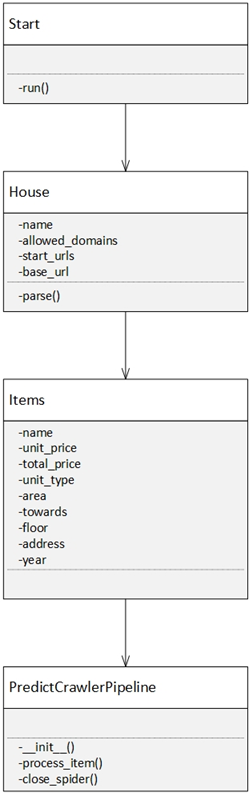 Start
-run()
House
-name
-allowed_domains
-start_urls
-base_url
-parse()
Items
-name
-unit_price
-total_price
-unit_type
-area
-towards
-floor
-address
-year
PredictCrawlerPipeline
-__init__()
-process_item()
-close_spider()